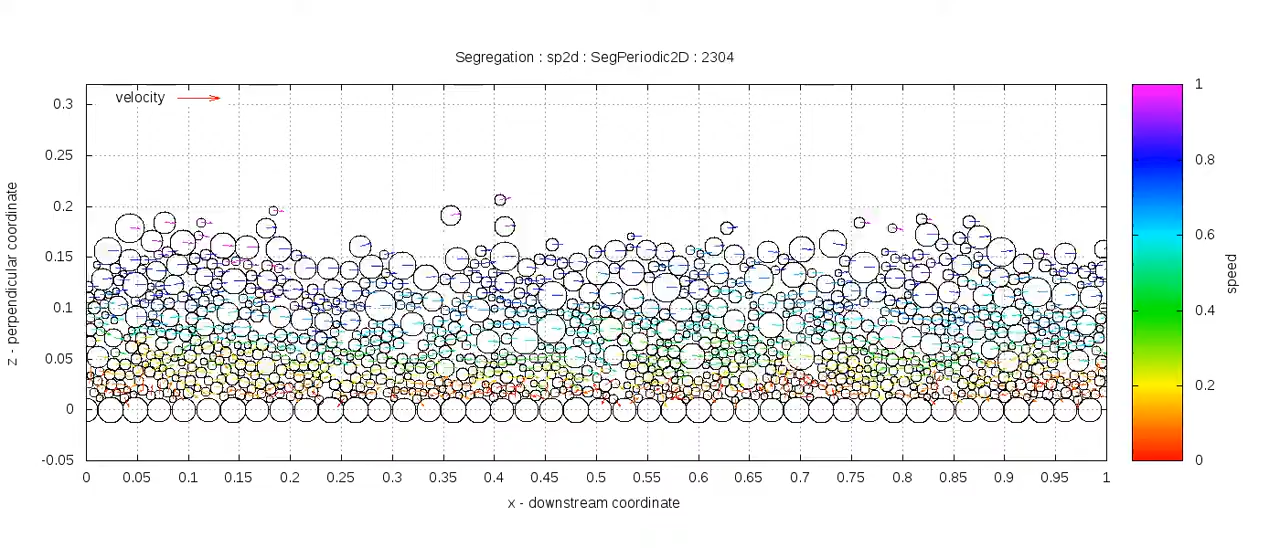 Segregation : sp2d : SegPeriodic2D : 2304
velocity
0.3
0.25
0.2
0.15
0.1
0.05
0
-0.05
z - perpendicular coordinate
0 0.05 0.1 0.15 0.2 0.25 0.3 0.35 0.4 0.45 0.5 0.55 0.6 0.65 0.7 0.75 0.8 0.85 0.9 0.95 1
x - downstream coordinate
1
0.8
0.6
0.4
0.2
0
speed